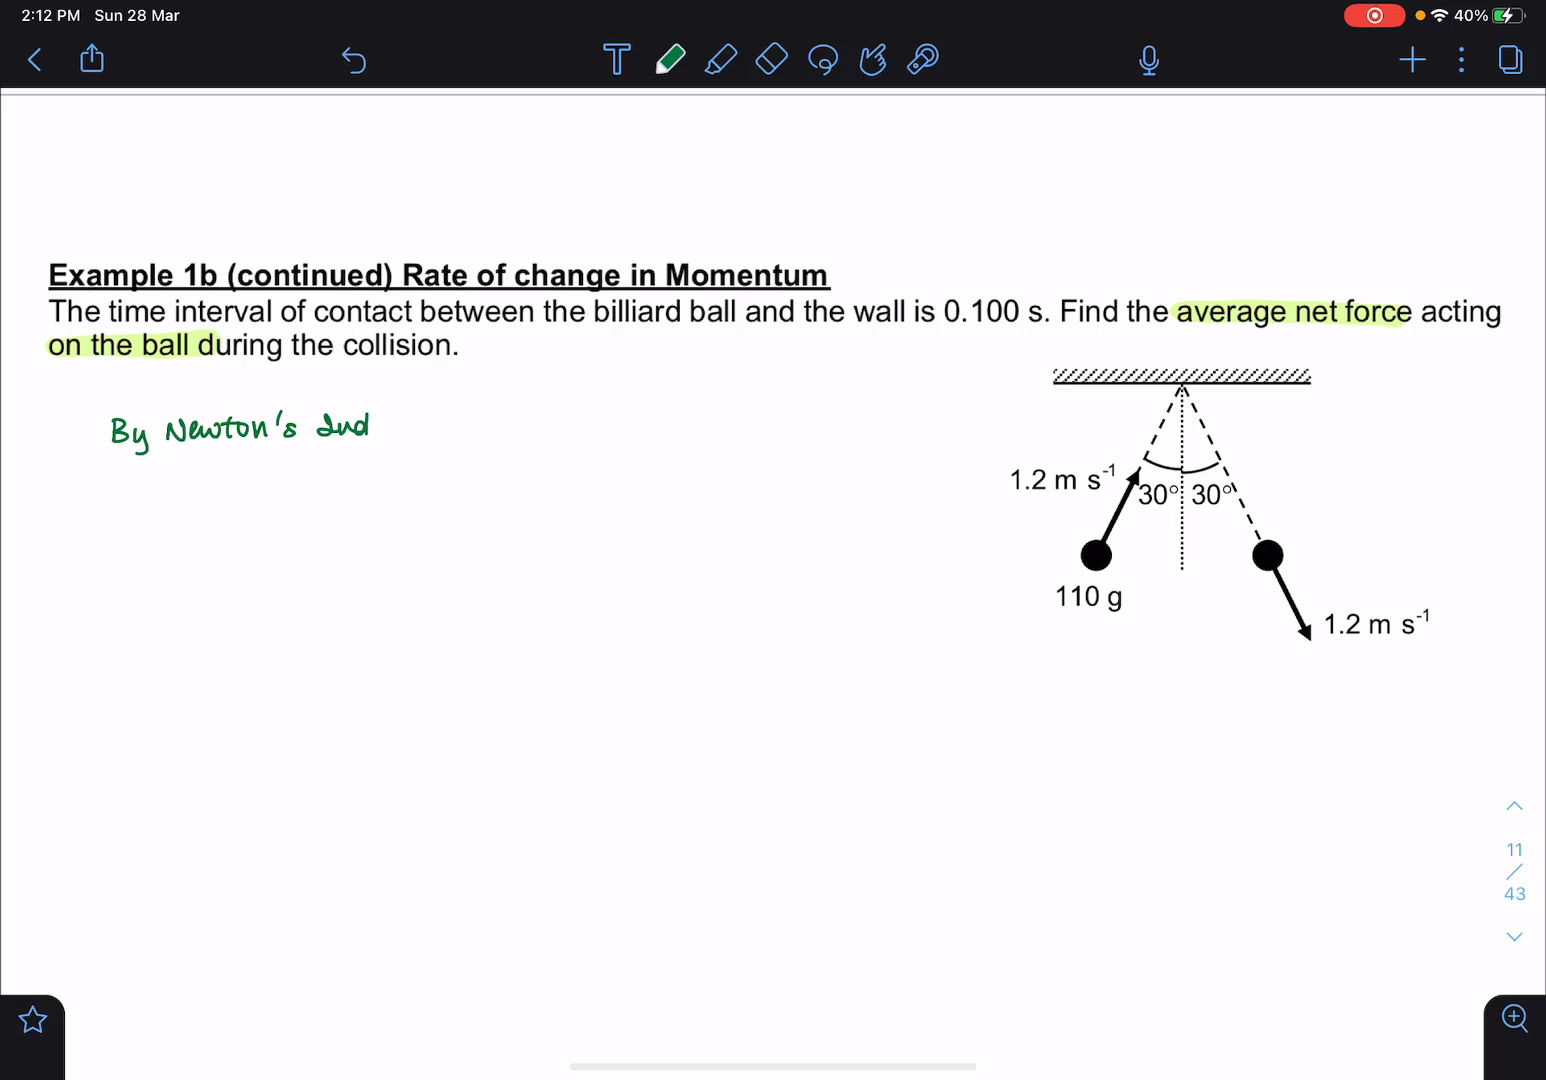 2:12 PM Sun 28 Mar
40%
Example 1b (continued) Rate of change in Momentum
The time interval of contact between the billiard ball and the wall is 0.100 s. Find the average net force acting
on the ball during the collision.
By Newton's 2nd
1.2 m s⁻¹
30° 30°
110 g
1.2 m s⁻¹
11
/
43